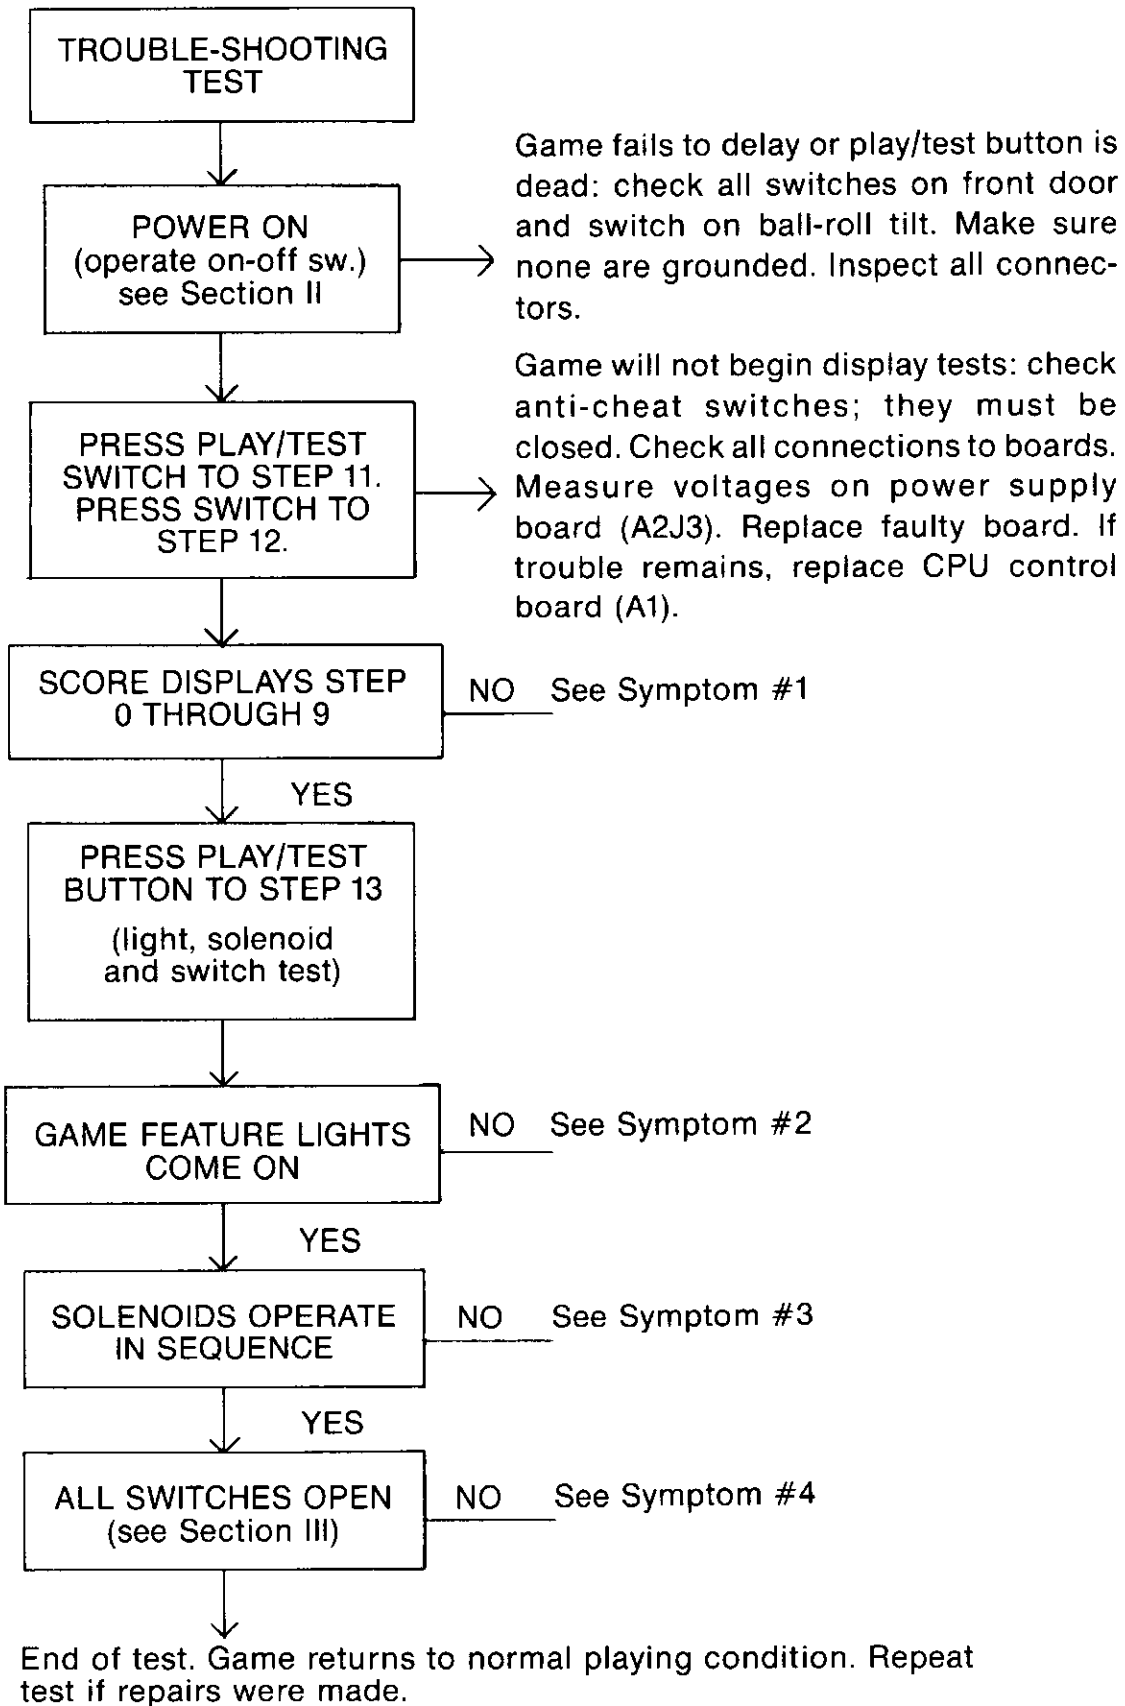 TROUBLE-SHOOTING
TEST
POWER ON
(operate on-off sw.)
see Section II
Game fails to delay or play/test button is
dead: check all switches on front door
and switch on ball-roll tilt. Make sure
none are grounded. Inspect all connec-
tors.
PRESS PLAY/TEST
SWITCH TO STEP 11.
PRESS SWITCH TO
STEP 12.
Game will not begin display tests: check
anti-cheat switches; they must be
closed. Check all connections to boards.
Measure voltages on power supply
board (A2J3). Replace faulty board. If
trouble remains, replace CPU control
board (A1).
SCORE DISPLAYS STEP
0 THROUGH 9
NO See Symptom #1
YES
PRESS PLAY/TEST
BUTTON TO STEP 13
(light, solenoid
and switch test)
GAME FEATURE LIGHTS
COME ON
NO See Symptom #2
YES
SOLENOIDS OPERATE
IN SEQUENCE
NO See Symptom #3
YES
ALL SWITCHES OPEN
(see Section III)
NO See Symptom #4
End of test. Game returns to normal playing condition. Repeat
test if repairs were made.